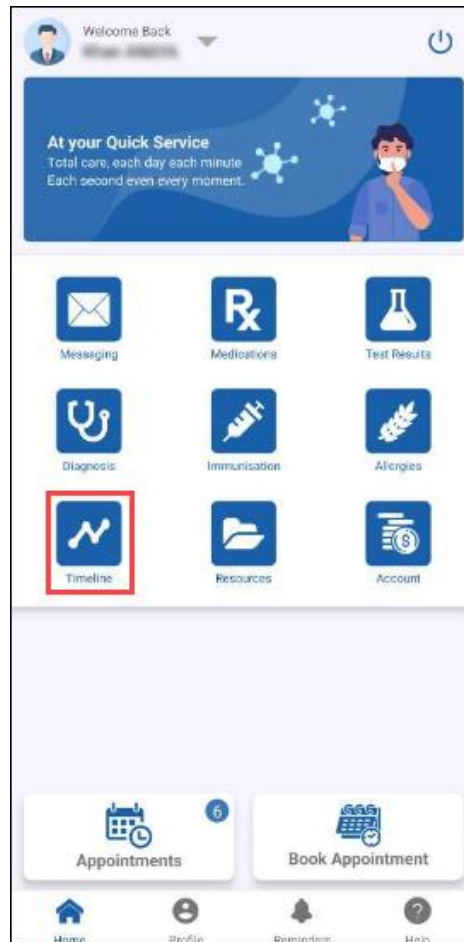 Welcome Back
At your Quick Service
Total care, each day each minute
Each second even every moment.
Messaging
Rx
Medications
Test Results
Diagnosis
Immunisation
Allergies
Timeline
Resources
$
Account
6
Appointments
Book Appointment
Home
Profile
Reminders
?
Help